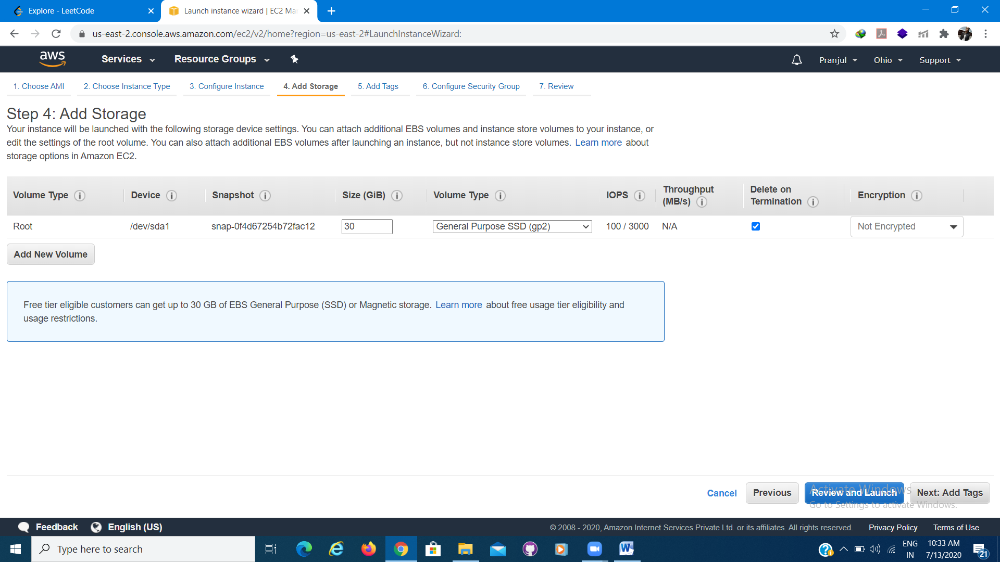 Explore - LeetCode
Launch instance wizard | EC2 Ma
us-east-2.console.aws.amazon.com/ec2/v2/home?region=us-east-2#LaunchInstanceWizard:
aws Services Resource Groups Pranjul Ohio Support
1. Choose AMI 2. Choose Instance Type 3. Configure Instance 4. Add Storage 5. Add Tags 6. Configure Security Group 7. Review
Step 4: Add Storage
Your instance will be launched with the following storage device settings. You can attach additional EBS volumes and instance store volumes to your instance, or
edit the settings of the root volume. You can also attach additional EBS volumes after launching an instance, but not instance store volumes. Learn more about
storage options in Amazon EC2.
Volume Type Device Snapshot Size (GiB) Volume Type IOPS Throughput (MB/s) Delete on Termination Encryption
Root /dev/sda1 snap-0f4d67254b72fac12 30 General Purpose SSD (gp2) 100 / 3000 N/A Not Encrypted
Add New Volume
Free tier eligible customers can get up to 30 GB of EBS General Purpose (SSD) or Magnetic storage. Learn more about free usage tier eligibility and
usage restrictions.
Cancel Previous Review and Launch Next: Add Tags
Activate Windows
Go to Settings to activate Windows.
Feedback English (US) © 2008 - 2020, Amazon Internet Services Private Ltd. or its affiliates. All rights reserved. Privacy Policy Terms of Use
Type here to search
ENG
IN
10:33 AM
7/13/2020
21